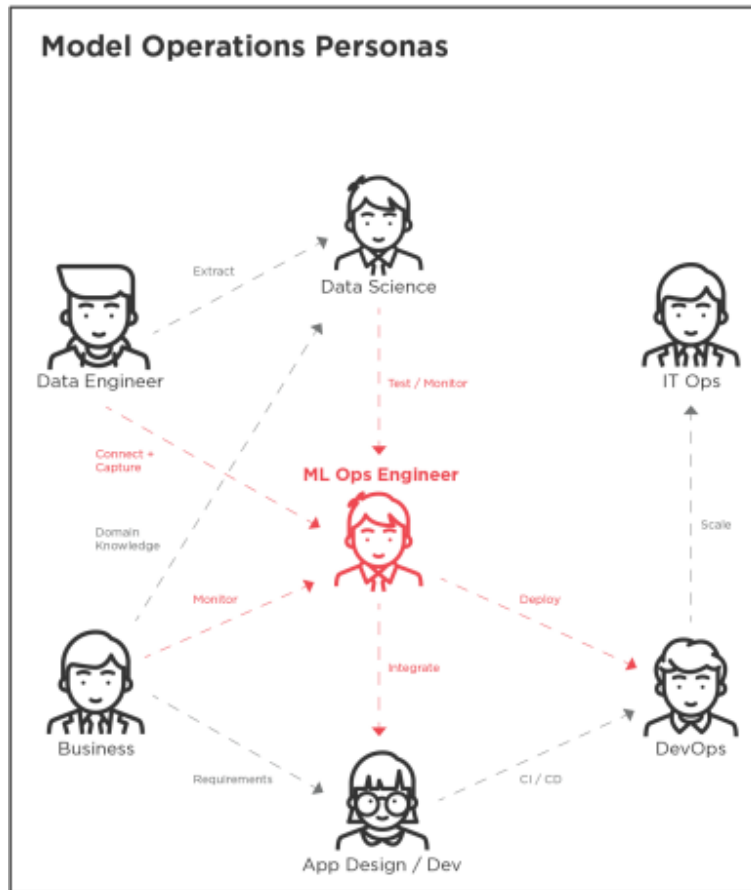 Model Operations Personas
Extract
Data Science
Data Engineer
IT Ops
Test / Monitor
Connect +
Capture
ML Ops Engineer
Domain
Knowledge
Scale
Monitor
Deploy
Integrate
Business
DevOps
Requirements
CI / CD
App Design / Dev